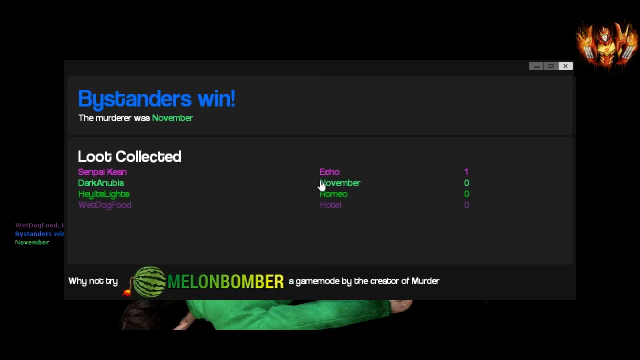 Bystanders win!
The murderer was November
Loot Collected
Senpai Kean Echo 1
DarkAnubis November 0
HeyItsLights Romeo 0
WetDogFood Hotel 0
WetDogFood,
Bystanders win
November
Why not try MELONBOMBER a gamemode by the creator of Murder